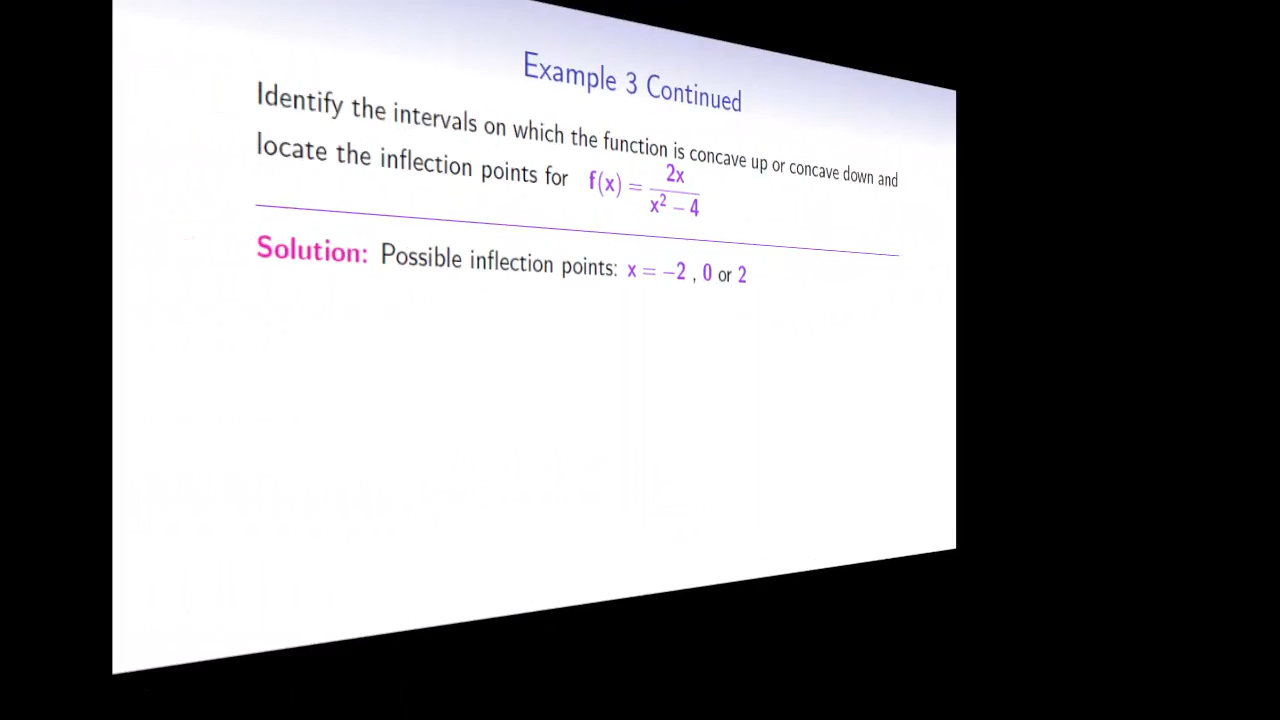 Example 3 Continued
Identify the intervals on which the function is concave up or concave down and
locate the inflection points for f(x) = 2x / (x² − 4)
Solution: Possible inflection points: x = −2 , 0 or 2